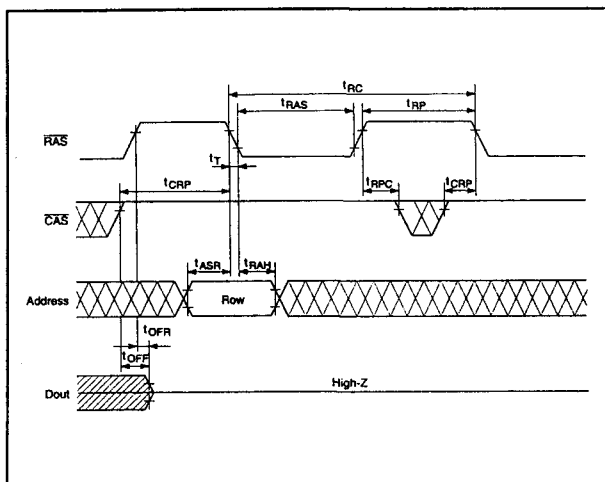 tRC
tRAS tRP
RAS
tT
tCRP tRPC tCRP
CAS
tASR tRAH
Address Row
tOFR
tOFF
High-Z
Dout